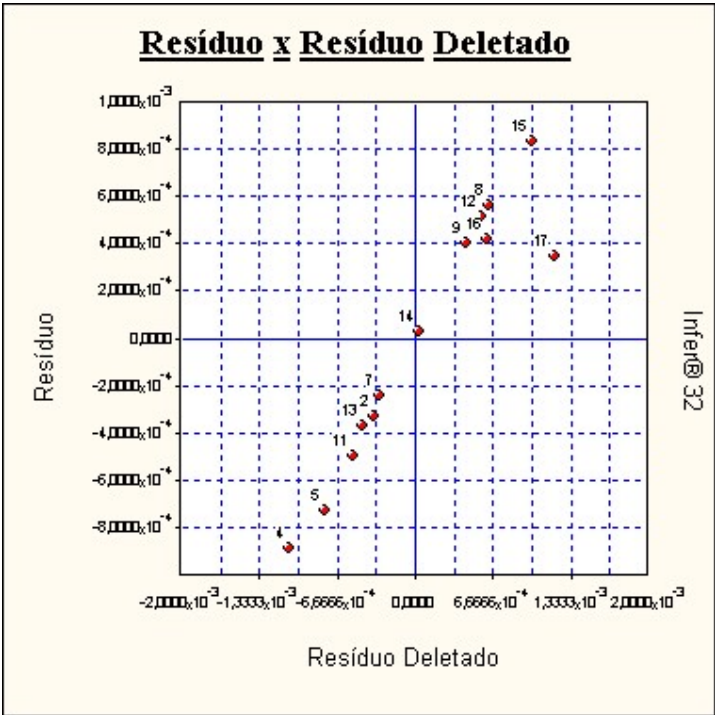 Resíduo x Resíduo Deletado
1,0000x10⁻³
8,0000x10⁻⁴
6,0000x10⁻⁴
4,0000x10⁻⁴
2,0000x10⁻⁴
0,0000
-2,0000x10⁻⁴
-4,0000x10⁻⁴
-6,0000x10⁻⁴
-8,0000x10⁻⁴
15
8
12
16
9
17
14
7
2
13
11
5
4
Resíduo
Infer® 32
-2,0000x10⁻³ -1,3333x10⁻³ -6,6666x10⁻⁴ 0,0000 6,6666x10⁻⁴ 1,3333x10⁻³ 2,0000x10⁻³
Resíduo Deletado